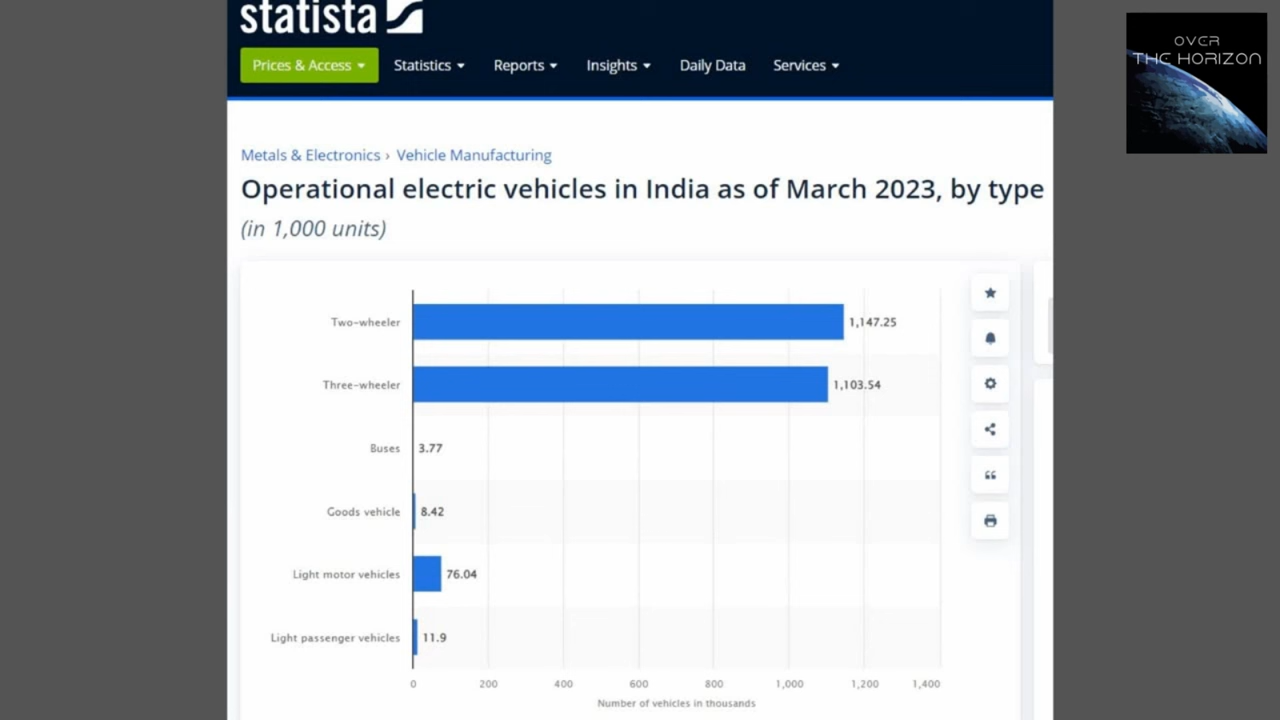 statista
OVER
THE HORIZON
Prices & Access Statistics Reports Insights Daily Data Services
Metals & Electronics › Vehicle Manufacturing
Operational electric vehicles in India as of March 2023, by type
(in 1,000 units)
Two-wheeler 1,147.25
Three-wheeler 1,103.54
Buses 3.77
Goods vehicle 8.42
Light motor vehicles 76.04
Light passenger vehicles 11.9
0 200 400 600 800 1,000 1,200 1,400
Number of vehicles in thousands